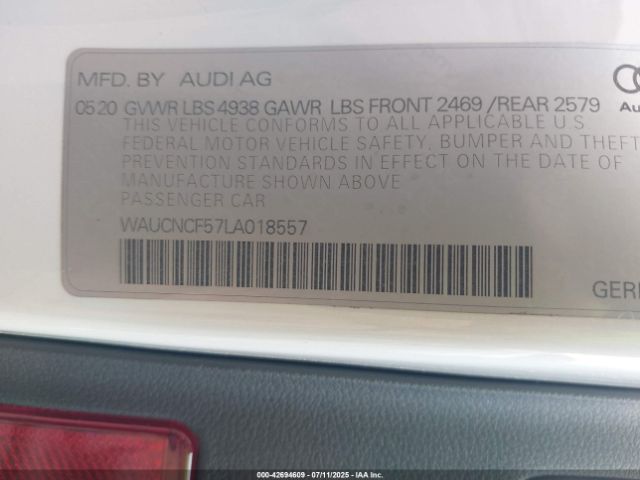 MFD. BY AUDI AG
0520 GVWR LBS 4938 GAWR LBS FRONT 2469 /REAR 2579
THIS VEHICLE CONFORMS TO ALL APPLICABLE U S
FEDERAL MOTOR VEHICLE SAFETY, BUMPER AND THEFT
PREVENTION STANDARDS IN EFFECT ON THE DATE OF
MANUFACTURE SHOWN ABOVE
PASSENGER CAR
WAUCNCF57LA018557
000-42694609 - 07/11/2025 - IAA Inc.